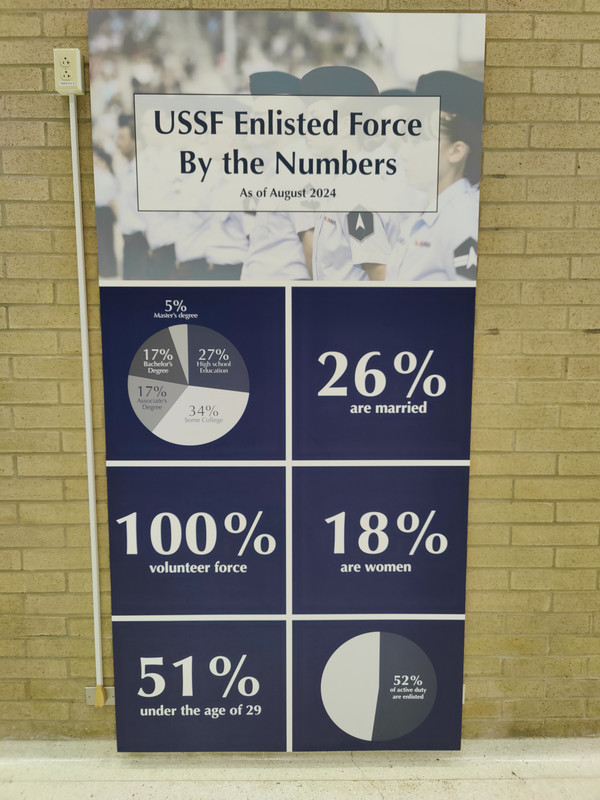 USSF Enlisted Force
By the Numbers
As of August 2024
5%
Master's degree
17%
Bachelor's
Degree
27%
High school
Education
17%
Associate's
Degree
34%
Some College
26%
are married
100%
volunteer force
18%
are women
51%
under the age of 29
52%
of active duty
are enlisted